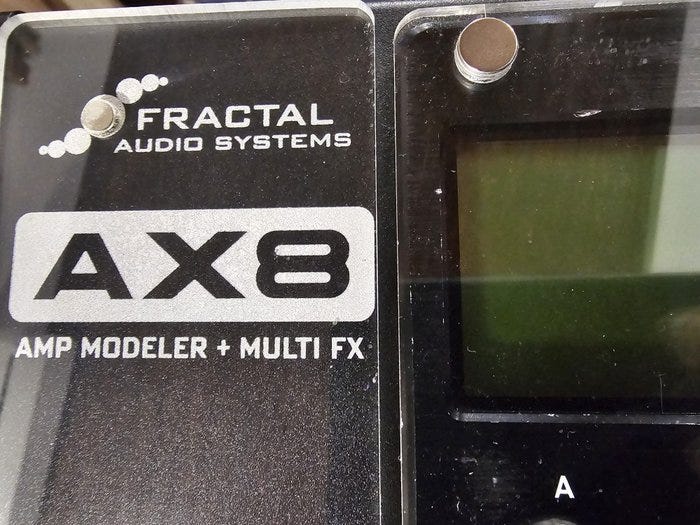 FRACTAL
AUDIO SYSTEMS
AX8
AMP MODELER + MULTI FX
A